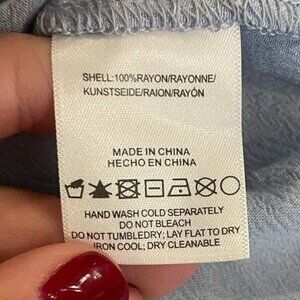 SHELL:100%RAYON/RAYONNE/
KUNSTSEIDE/RAION/RAYÓN
MADE IN CHINA
HECHO EN CHINA
HAND WASH COLD SEPARATELY
DO NOT BLEACH
DO NOT TUMBLEDRY; LAY FLAT TO DRY
IRON COOL; DRY CLEANABLE